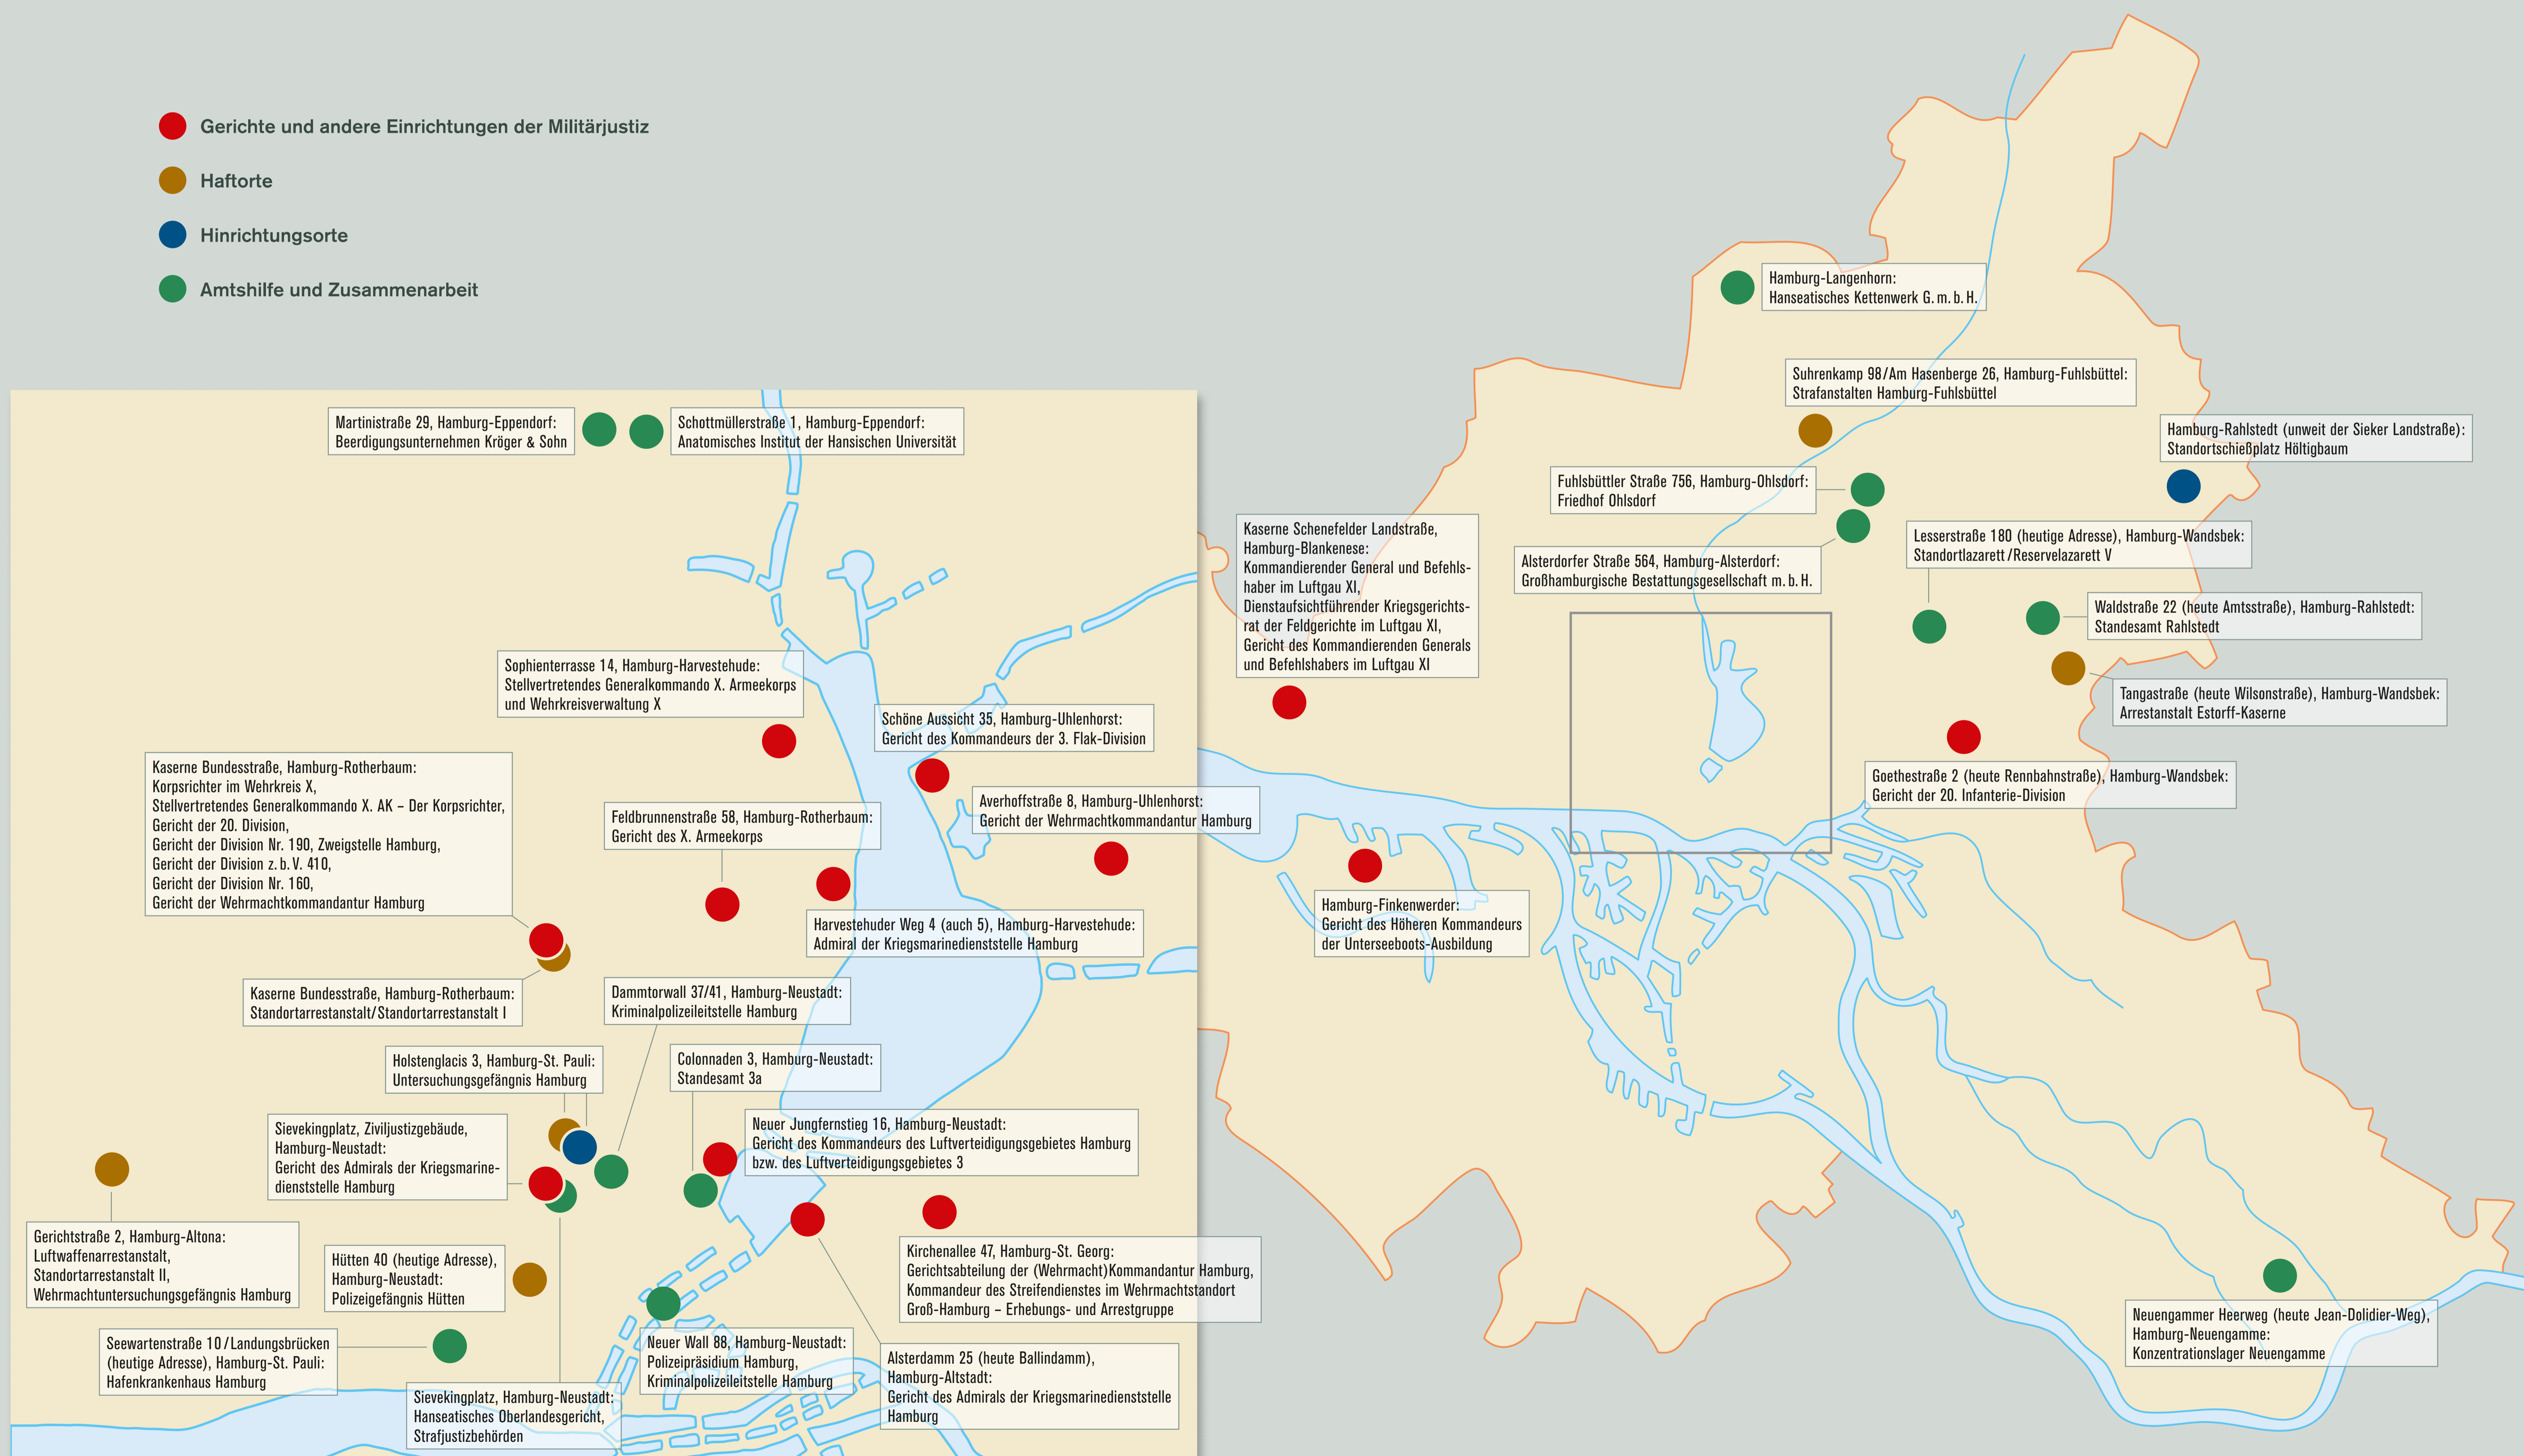 Gerichte und andere Einrichtungen der Militärjustiz
Haftorte
Hinrichtungsorte
Amtshilfe und Zusammenarbeit
Martinistraße 29, Hamburg-Eppendorf:
Beerdigungsunternehmen Kröger & Sohn
Schottmüllerstraße 1, Hamburg-Eppendorf:
Anatomisches Institut der Hansischen Universität
Sophienterrasse 14, Hamburg-Harvestehude:
Stellvertretendes Generalkommando X. Armeekorps
und Wehrkreisverwaltung X
Schöne Aussicht 35, Hamburg-Uhlenhorst:
Gericht des Kommandeurs der 3. Flak-Division
Kaserne Bundesstraße, Hamburg-Rotherbaum:
Korpsrichter im Wehrkreis X,
Stellvertretendes Generalkommando X. AK – Der Korpsrichter,
Gericht der 20. Division,
Gericht der Division Nr. 190, Zweigstelle Hamburg,
Gericht der Division z. b. V. 410,
Gericht der Division Nr. 160,
Gericht der Wehrmachtkommandantur Hamburg
Feldbrunnenstraße 58, Hamburg-Rotherbaum:
Gericht des X. Armeekorps
Averhoffstraße 8, Hamburg-Uhlenhorst:
Gericht der Wehrmachtkommandantur Hamburg
Harvestehuder Weg 4 (auch 5), Hamburg-Harvestehude:
Admiral der Kriegsmarinedienststelle Hamburg
Kaserne Bundesstraße, Hamburg-Rotherbaum:
Standortarrestanstalt/Standortarrestanstalt I
Dammtorwall 37/41, Hamburg-Neustadt:
Kriminalpolizeileitstelle Hamburg
Holstenglacis 3, Hamburg-St. Pauli:
Untersuchungsgefängnis Hamburg
Colonnaden 3, Hamburg-Neustadt:
Standesamt 3a
Sievekingplatz, Ziviljustizgebäude,
Hamburg-Neustadt:
Gericht des Admirals der Kriegsmarine-
dienststelle Hamburg
Neuer Jungfernstieg 16, Hamburg-Neustadt:
Gericht des Kommandeurs des Luftverteidigungsgebietes Hamburg
bzw. des Luftverteidigungsgebietes 3
Gerichtstraße 2, Hamburg-Altona:
Luftwaffenarrestanstalt,
Standortarrestanstalt II,
Wehrmachtuntersuchungsgefängnis Hamburg
Hütten 40 (heutige Adresse),
Hamburg-Neustadt:
Polizeigefängnis Hütten
Kirchenallee 47, Hamburg-St. Georg:
Gerichtsabteilung der (Wehrmacht)Kommandantur Hamburg,
Kommandeur des Streifendienstes im Wehrmachtstandort
Groß-Hamburg – Erhebungs- und Arrestgruppe
Seewartenstraße 10/Landungsbrücken
(heutige Adresse), Hamburg-St. Pauli:
Hafenkrankenhaus Hamburg
Neuer Wall 88, Hamburg-Neustadt:
Polizeipräsidium Hamburg,
Kriminalpolizeileitstelle Hamburg
Alsterdamm 25 (heute Ballindamm),
Hamburg-Altstadt:
Gericht des Admirals der Kriegsmarinedienststelle
Hamburg
Sievekingplatz, Hamburg-Neustadt:
Hanseatisches Oberlandesgericht,
Strafjustizbehörden
Hamburg-Langenhorn:
Hanseatisches Kettenwerk G. m. b. H.
Suhrenkamp 98/Am Hasenberge 26, Hamburg-Fuhlsbüttel:
Strafanstalten Hamburg-Fuhlsbüttel
Hamburg-Rahlstedt (unweit der Sieker Landstraße):
Standortschießplatz Höltigbaum
Fuhlsbüttler Straße 756, Hamburg-Ohlsdorf:
Friedhof Ohlsdorf
Kaserne Schenefelder Landstraße,
Hamburg-Blankenese:
Kommandierender General und Befehls-
haber im Luftgau XI,
Dienstaufsichtführender Kriegsgerichts-
rat der Feldgerichte im Luftgau XI,
Gericht des Kommandierenden Generals
und Befehlshabers im Luftgau XI
Alsterdorfer Straße 564, Hamburg-Alsterdorf:
Großhamburgische Bestattungsgesellschaft m. b. H.
Lesserstraße 180 (heutige Adresse), Hamburg-Wandsbek:
Standortlazarett/Reservelazarett V
Waldstraße 22 (heute Amtsstraße), Hamburg-Rahlstedt:
Standesamt Rahlstedt
Tangastraße (heute Wilsonstraße), Hamburg-Wandsbek:
Arrestanstalt Estorff-Kaserne
Goethestraße 2 (heute Rennbahnstraße), Hamburg-Wandsbek:
Gericht der 20. Infanterie-Division
Hamburg-Finkenwerder:
Gericht des Höheren Kommandeurs
der Unterseeboots-Ausbildung
Neuengammer Heerweg (heute Jean-Dolidier-Weg),
Hamburg-Neuengamme:
Konzentrationslager Neuengamme